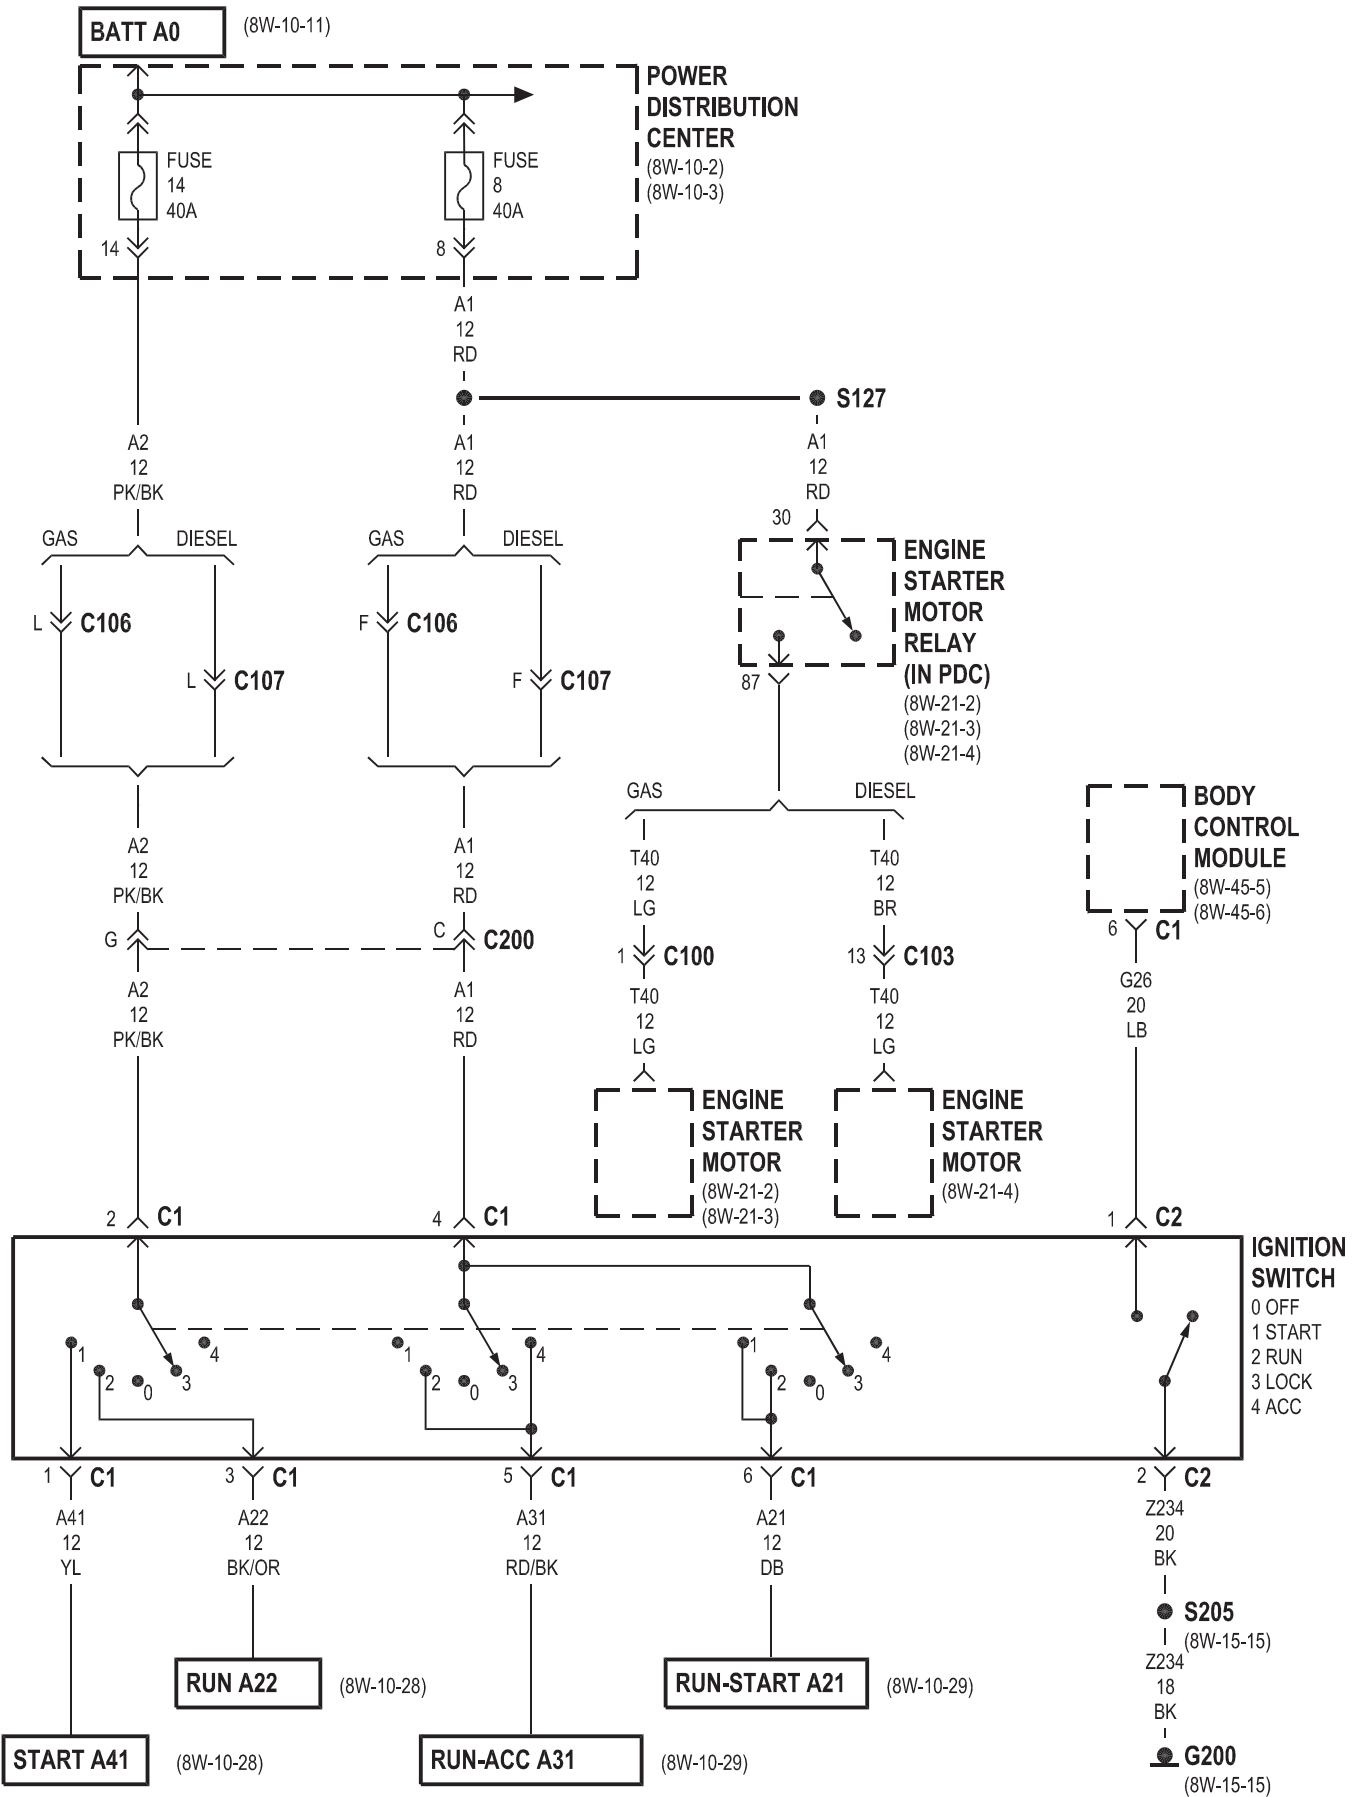 BATT A0
(8W-10-11)
POWER
DISTRIBUTION
CENTER
(8W-10-2)
(8W-10-3)
FUSE
14
40A
FUSE
8
40A
14
8
A1
12
RD
S127
A2
12
PK/BK
A1
12
RD
A1
12
RD
30
GAS
DIESEL
GAS
DIESEL
ENGINE
STARTER
MOTOR
RELAY
(IN PDC)
(8W-21-2)
(8W-21-3)
(8W-21-4)
L
C106
L
C107
F
C106
F
C107
87
GAS
DIESEL
BODY
CONTROL
MODULE
(8W-45-5)
(8W-45-6)
A2
12
PK/BK
A1
12
RD
T40
12
LG
T40
12
BR
6
C1
G
C
C200
1
C100
13
C103
G26
20
LB
A2
12
PK/BK
A1
12
RD
T40
12
LG
T40
12
LG
ENGINE
STARTER
MOTOR
(8W-21-2)
(8W-21-3)
ENGINE
STARTER
MOTOR
(8W-21-4)
2
C1
4
C1
1
C2
IGNITION
SWITCH
0 OFF
1 START
2 RUN
3 LOCK
4 ACC
1
2
0
3
4
1
2
0
3
4
1
2
0
3
4
1
C1
3
C1
5
C1
6
C1
2
C2
A41
12
YL
A22
12
BK/OR
A31
12
RD/BK
A21
12
DB
Z234
20
BK
S205
(8W-15-15)
Z234
18
BK
RUN A22
(8W-10-28)
RUN-START A21
(8W-10-29)
START A41
(8W-10-28)
RUN-ACC A31
(8W-10-29)
G200
(8W-15-15)